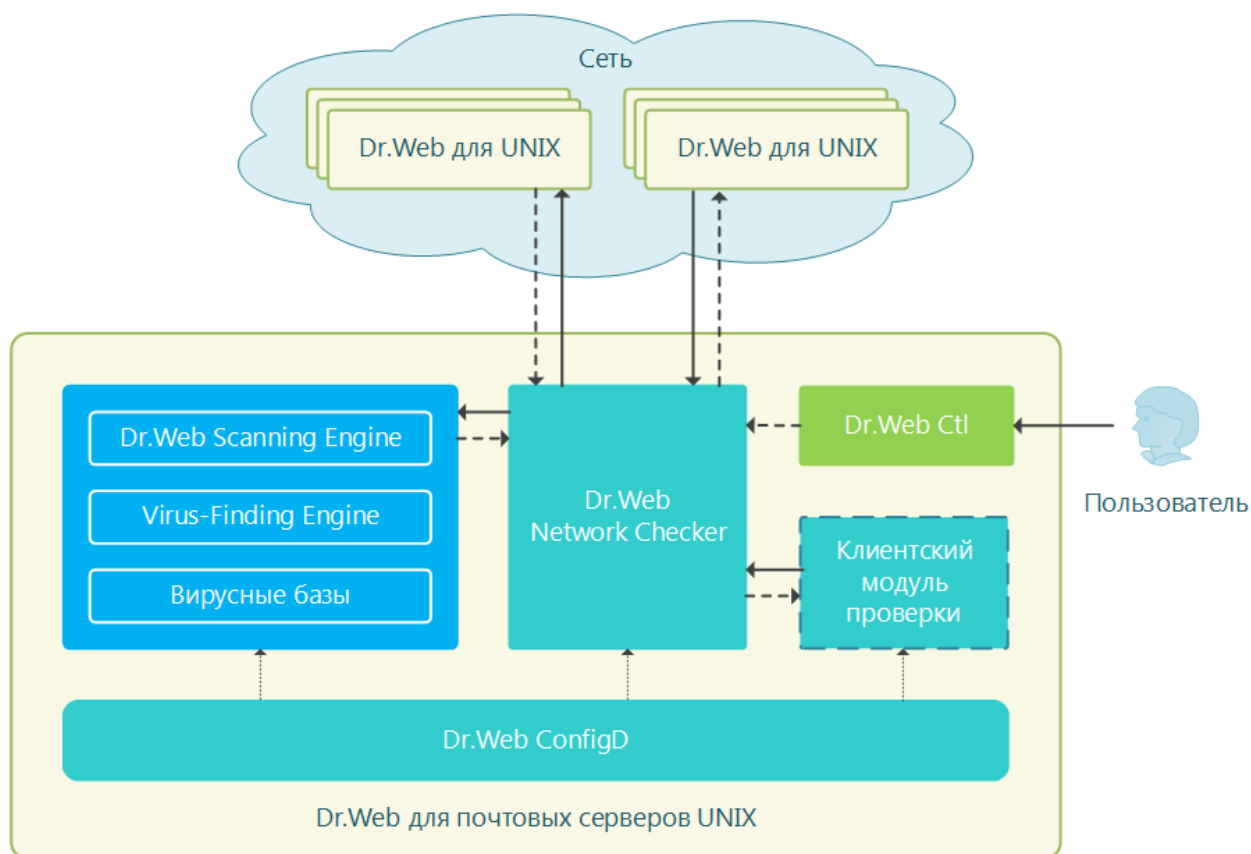 Сеть
Dr.Web для UNIX
Dr.Web для UNIX
Dr.Web Scanning Engine
Virus-Finding Engine
Вирусные базы
Dr.Web
Network Checker
Dr.Web Ctl
Пользователь
Клиентский
модуль
проверки
Dr.Web ConfigD
Dr.Web для почтовых серверов UNIX